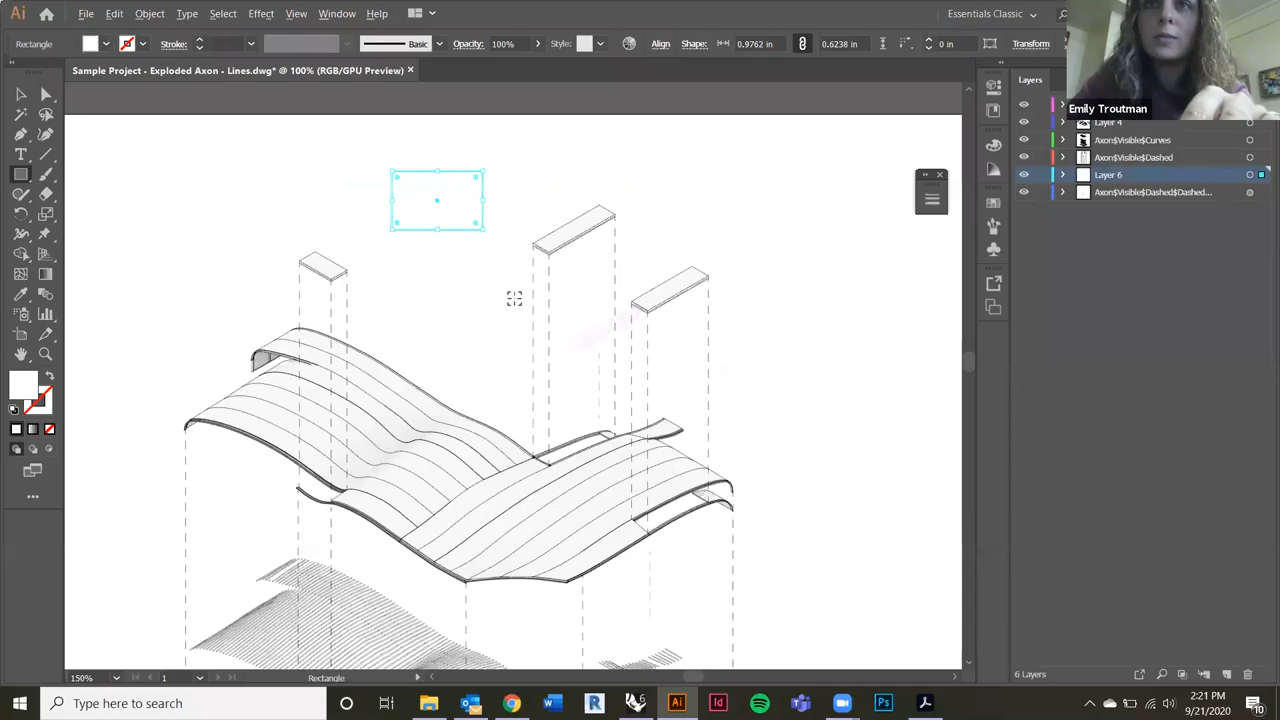 Ai File Edit Object Type Select Effect View Window Help Essentials Classic
Rectangle Stroke: Basic Opacity: 100% Style: Align Shape: 0.9762 in 0.6238 in 0 in Transform
Sample Project - Exploded Axon - Lines.dwg* @ 100% (RGB/GPU Preview) ×
Layers
Emily Troutman
Layer 4
Axon$Visible$Curves
Axon$Visible$Dashed
Layer 6
Axon$Visible$Dashed$Dashed...
6 Layers
150% 1 Rectangle
Type here to search
2:21 PM
9/21/2020
10